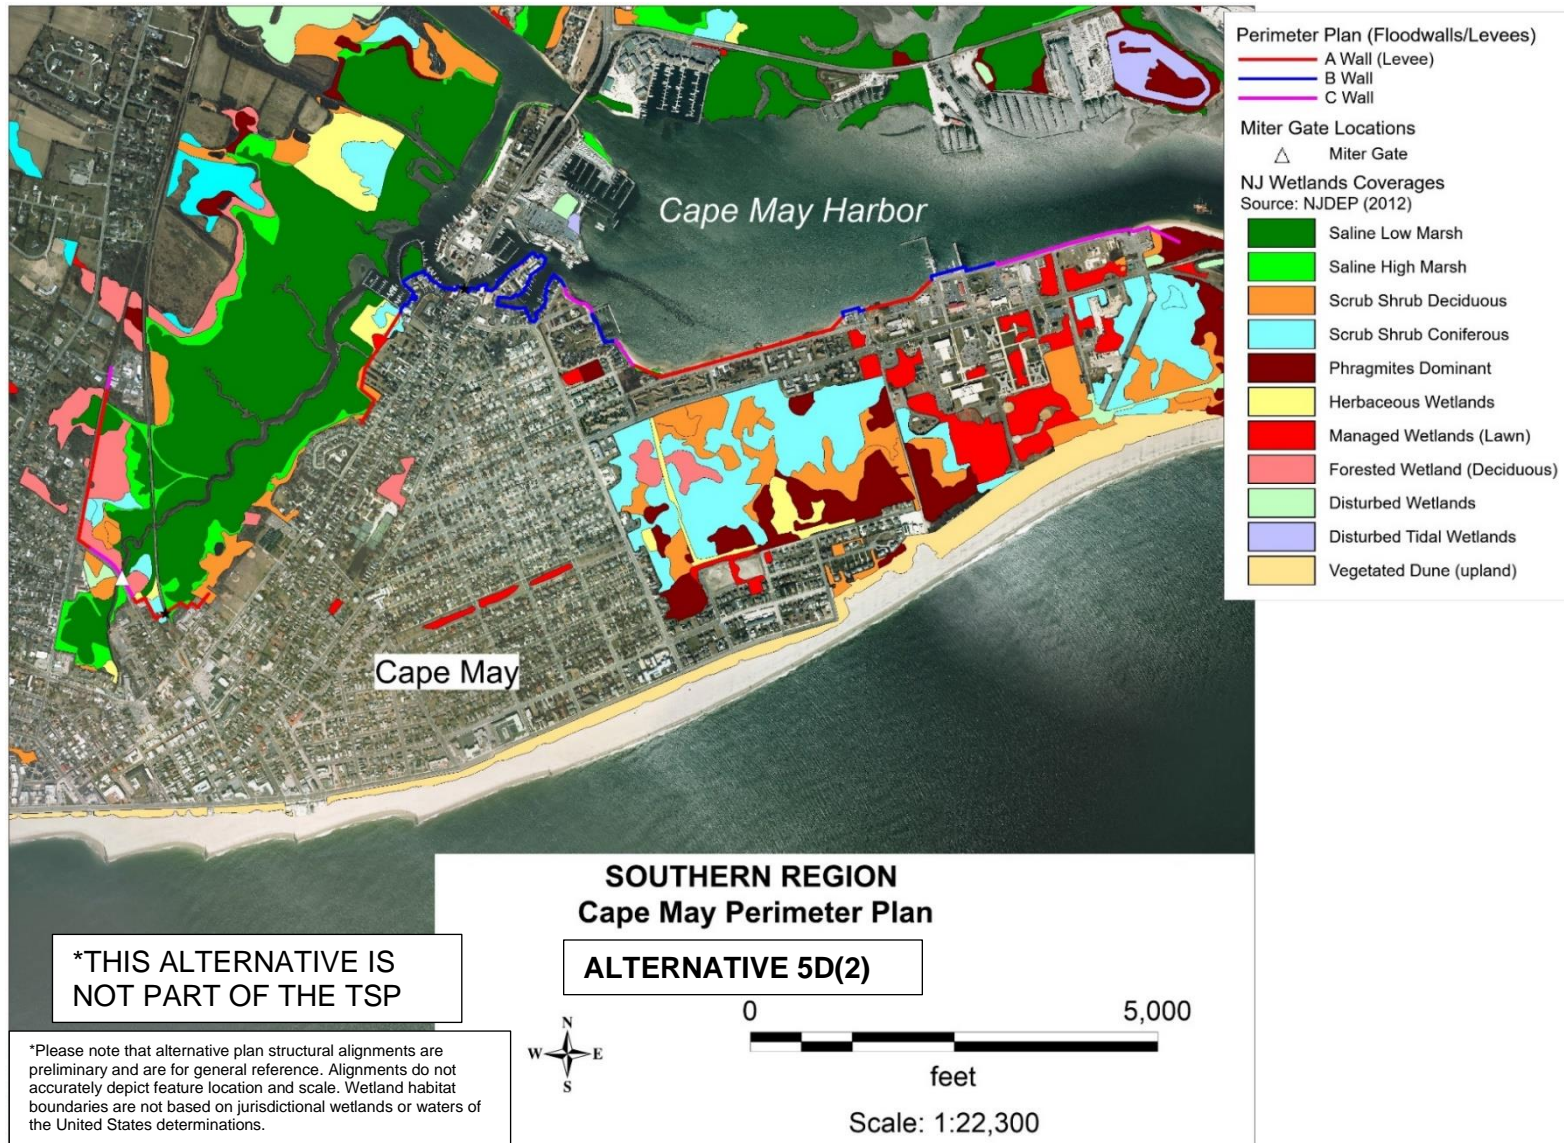 Cape May Harbor
Cape May
Perimeter Plan (Floodwalls/Levees)
A Wall (Levee)
B Wall
C Wall
Miter Gate Locations
Miter Gate
NJ Wetlands Coverages
Source: NJDEP (2012)
Saline Low Marsh
Saline High Marsh
Scrub Shrub Deciduous
Scrub Shrub Coniferous
Phragmites Dominant
Herbaceous Wetlands
Managed Wetlands (Lawn)
Forested Wetland (Deciduous)
Disturbed Wetlands
Disturbed Tidal Wetlands
Vegetated Dune (upland)
SOUTHERN REGION
Cape May Perimeter Plan
ALTERNATIVE 5D(2)
*THIS ALTERNATIVE IS
NOT PART OF THE TSP
*Please note that alternative plan structural alignments are
preliminary and are for general reference. Alignments do not
accurately depict feature location and scale. Wetland habitat
boundaries are not based on jurisdictional wetlands or waters of
the United States determinations.
N
W E
S
0 5,000
feet
Scale: 1:22,300